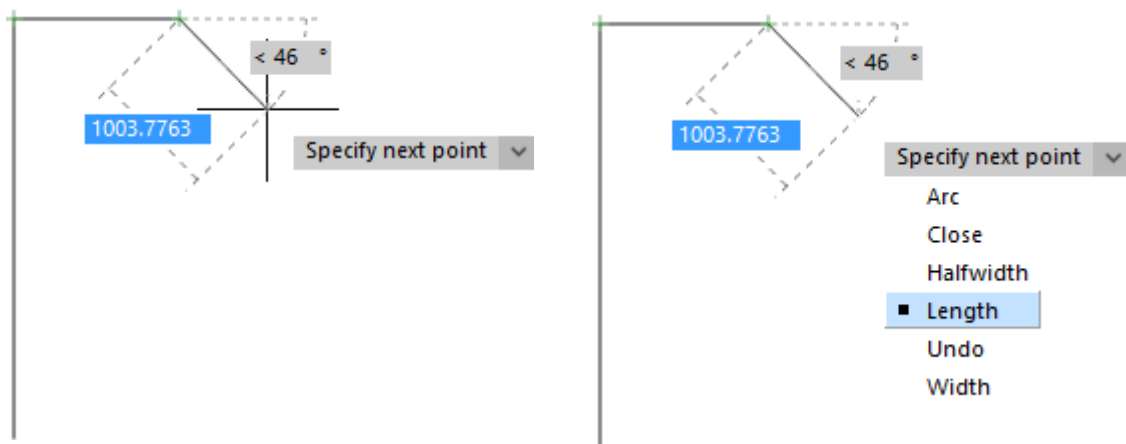 < 46 °
1003.7763
Specify next point
< 46 °
1003.7763
Specify next point
Arc
Close
Halfwidth
Length
Undo
Width